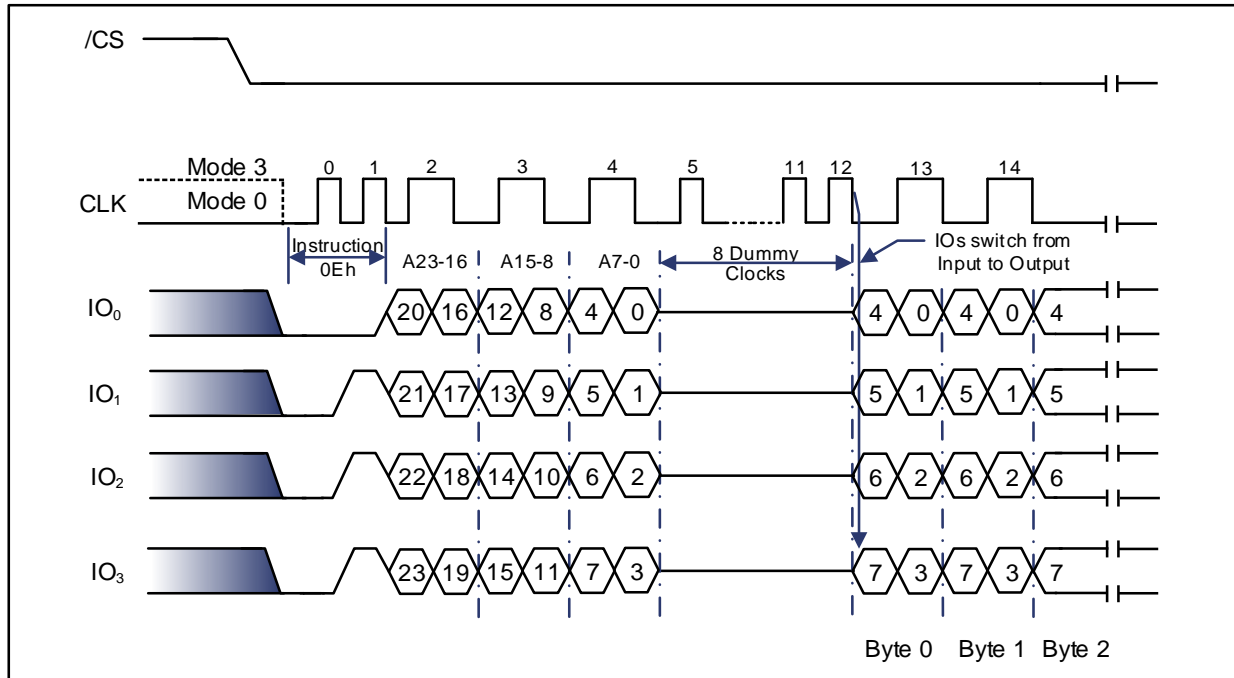 /CS
Mode 3
0 1 2 3 4 5 11 12 13 14
CLK
Mode 0
Instruction
0Eh
A23-16 A15-8 A7-0
8 Dummy
Clocks
IOs switch from
Input to Output
IO0 20 16 12 8 4 0 4 0 4 0 4
IO1 21 17 13 9 5 1 5 1 5 1 5
IO2 22 18 14 10 6 2 6 2 6 2 6
IO3 23 19 15 11 7 3 7 3 7 3 7
Byte 0 Byte 1 Byte 2